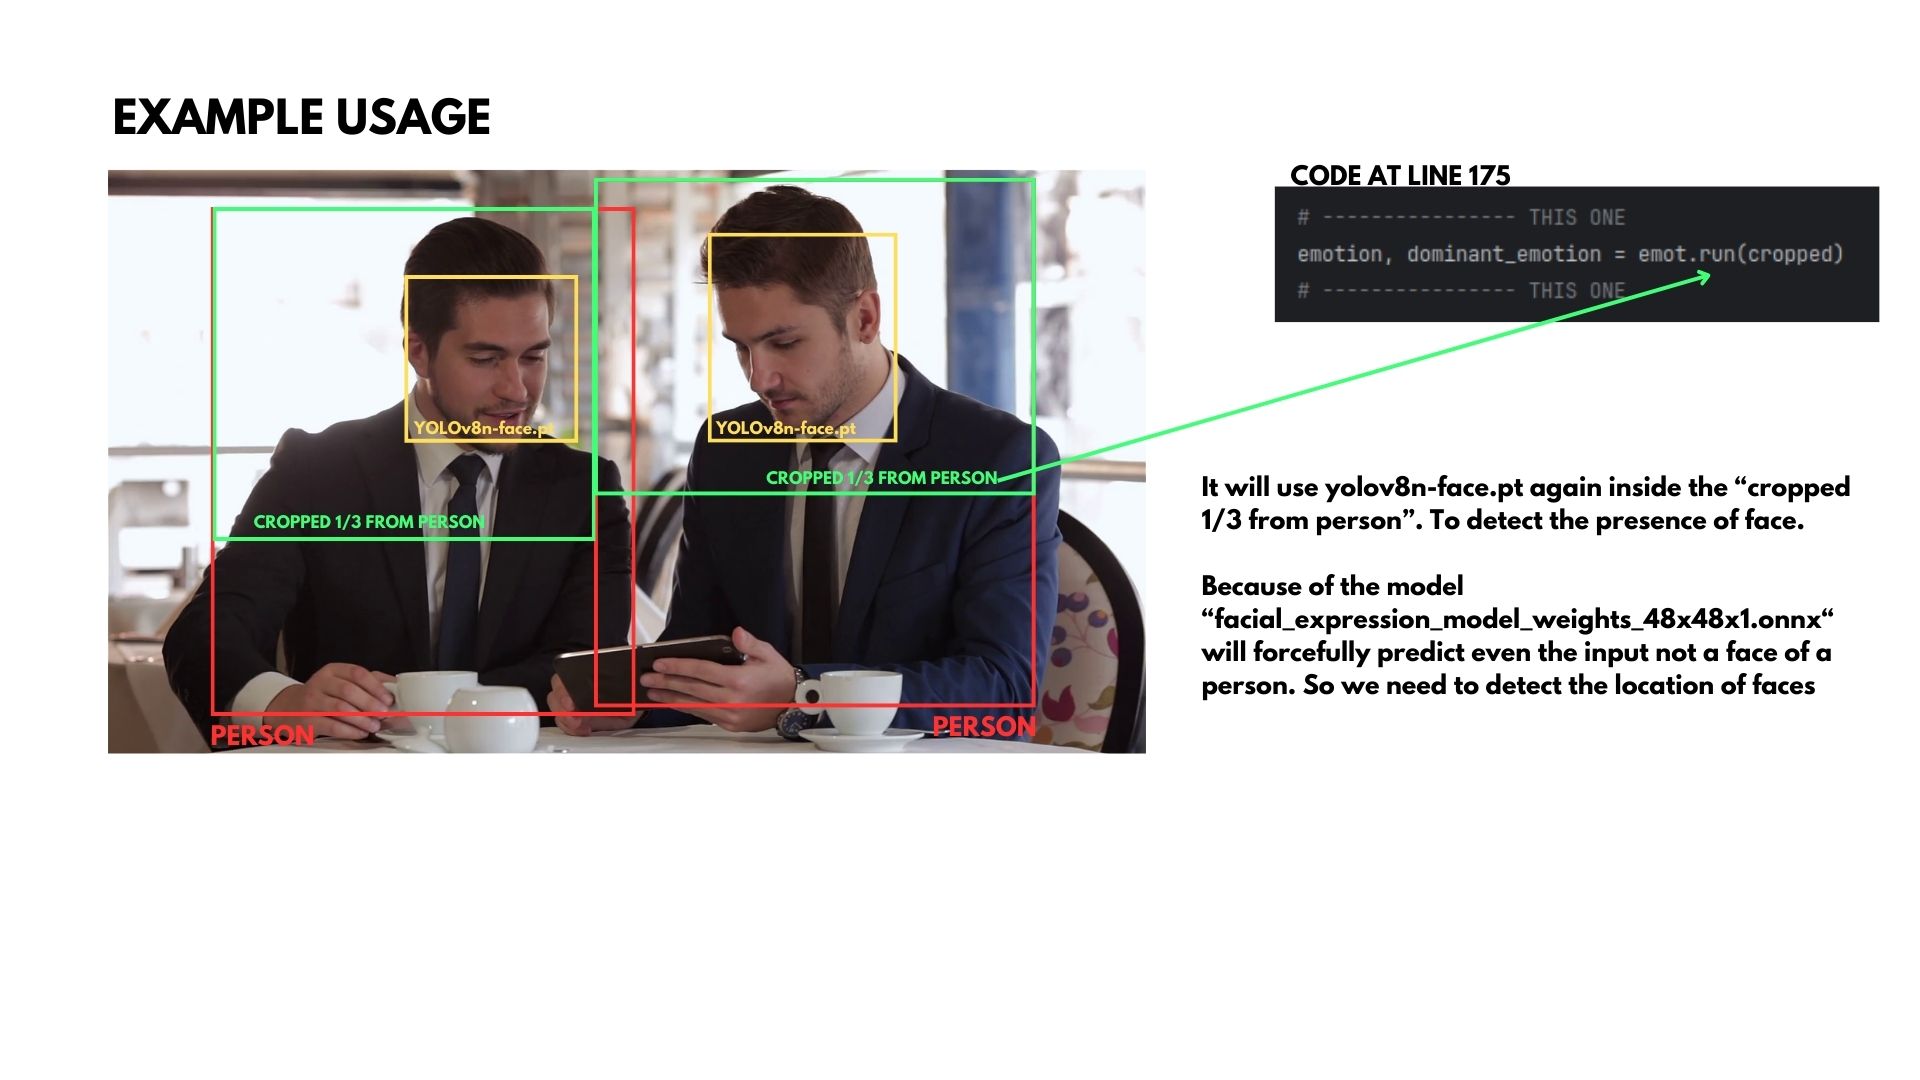 EXAMPLE USAGE
CODE AT LINE 175
# ---------------- THIS ONE
emotion, dominant_emotion = emot.run(cropped)
# ---------------- THIS ONE
YOLOv8n-face.pt
YOLOv8n-face.pt
CROPPED 1/3 FROM PERSON
CROPPED 1/3 FROM PERSON
PERSON
PERSON
It will use yolov8n-face.pt again inside the “cropped
1/3 from person”. To detect the presence of face.
Because of the model
“facial_expression_model_weights_48x48x1.onnx“
will forcefully predict even the input not a face of a
person. So we need to detect the location of faces